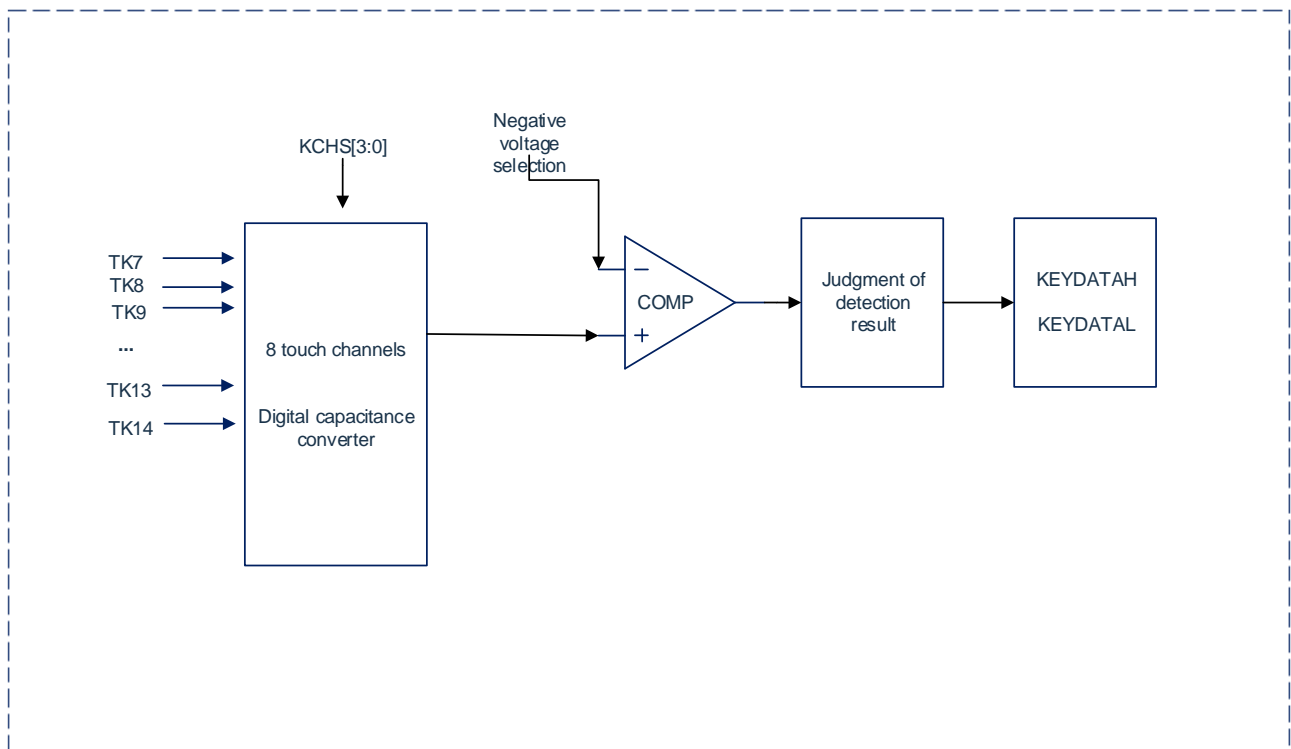 Negative
voltage
selection
KCHS[3:0]
TK7
TK8
TK9
...
TK13
TK14
8 touch channels
Digital capacitance
converter
−
COMP
+
Judgment of
detection
result
KEYDATAH
KEYDATAL